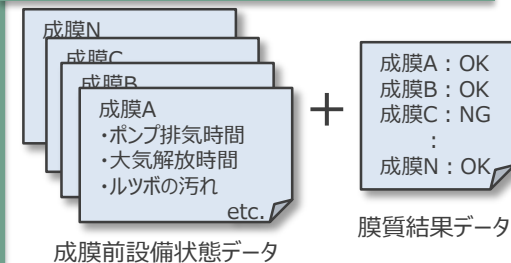 成膜N
成膜C
成膜B
成膜A
・ポンプ排気時間
・大気解放時間
・ルツボの汚れ
etc.
成膜前設備状態データ
＋
成膜A：OK
成膜B：OK
成膜C：NG
：
成膜N：OK
膜質結果データ